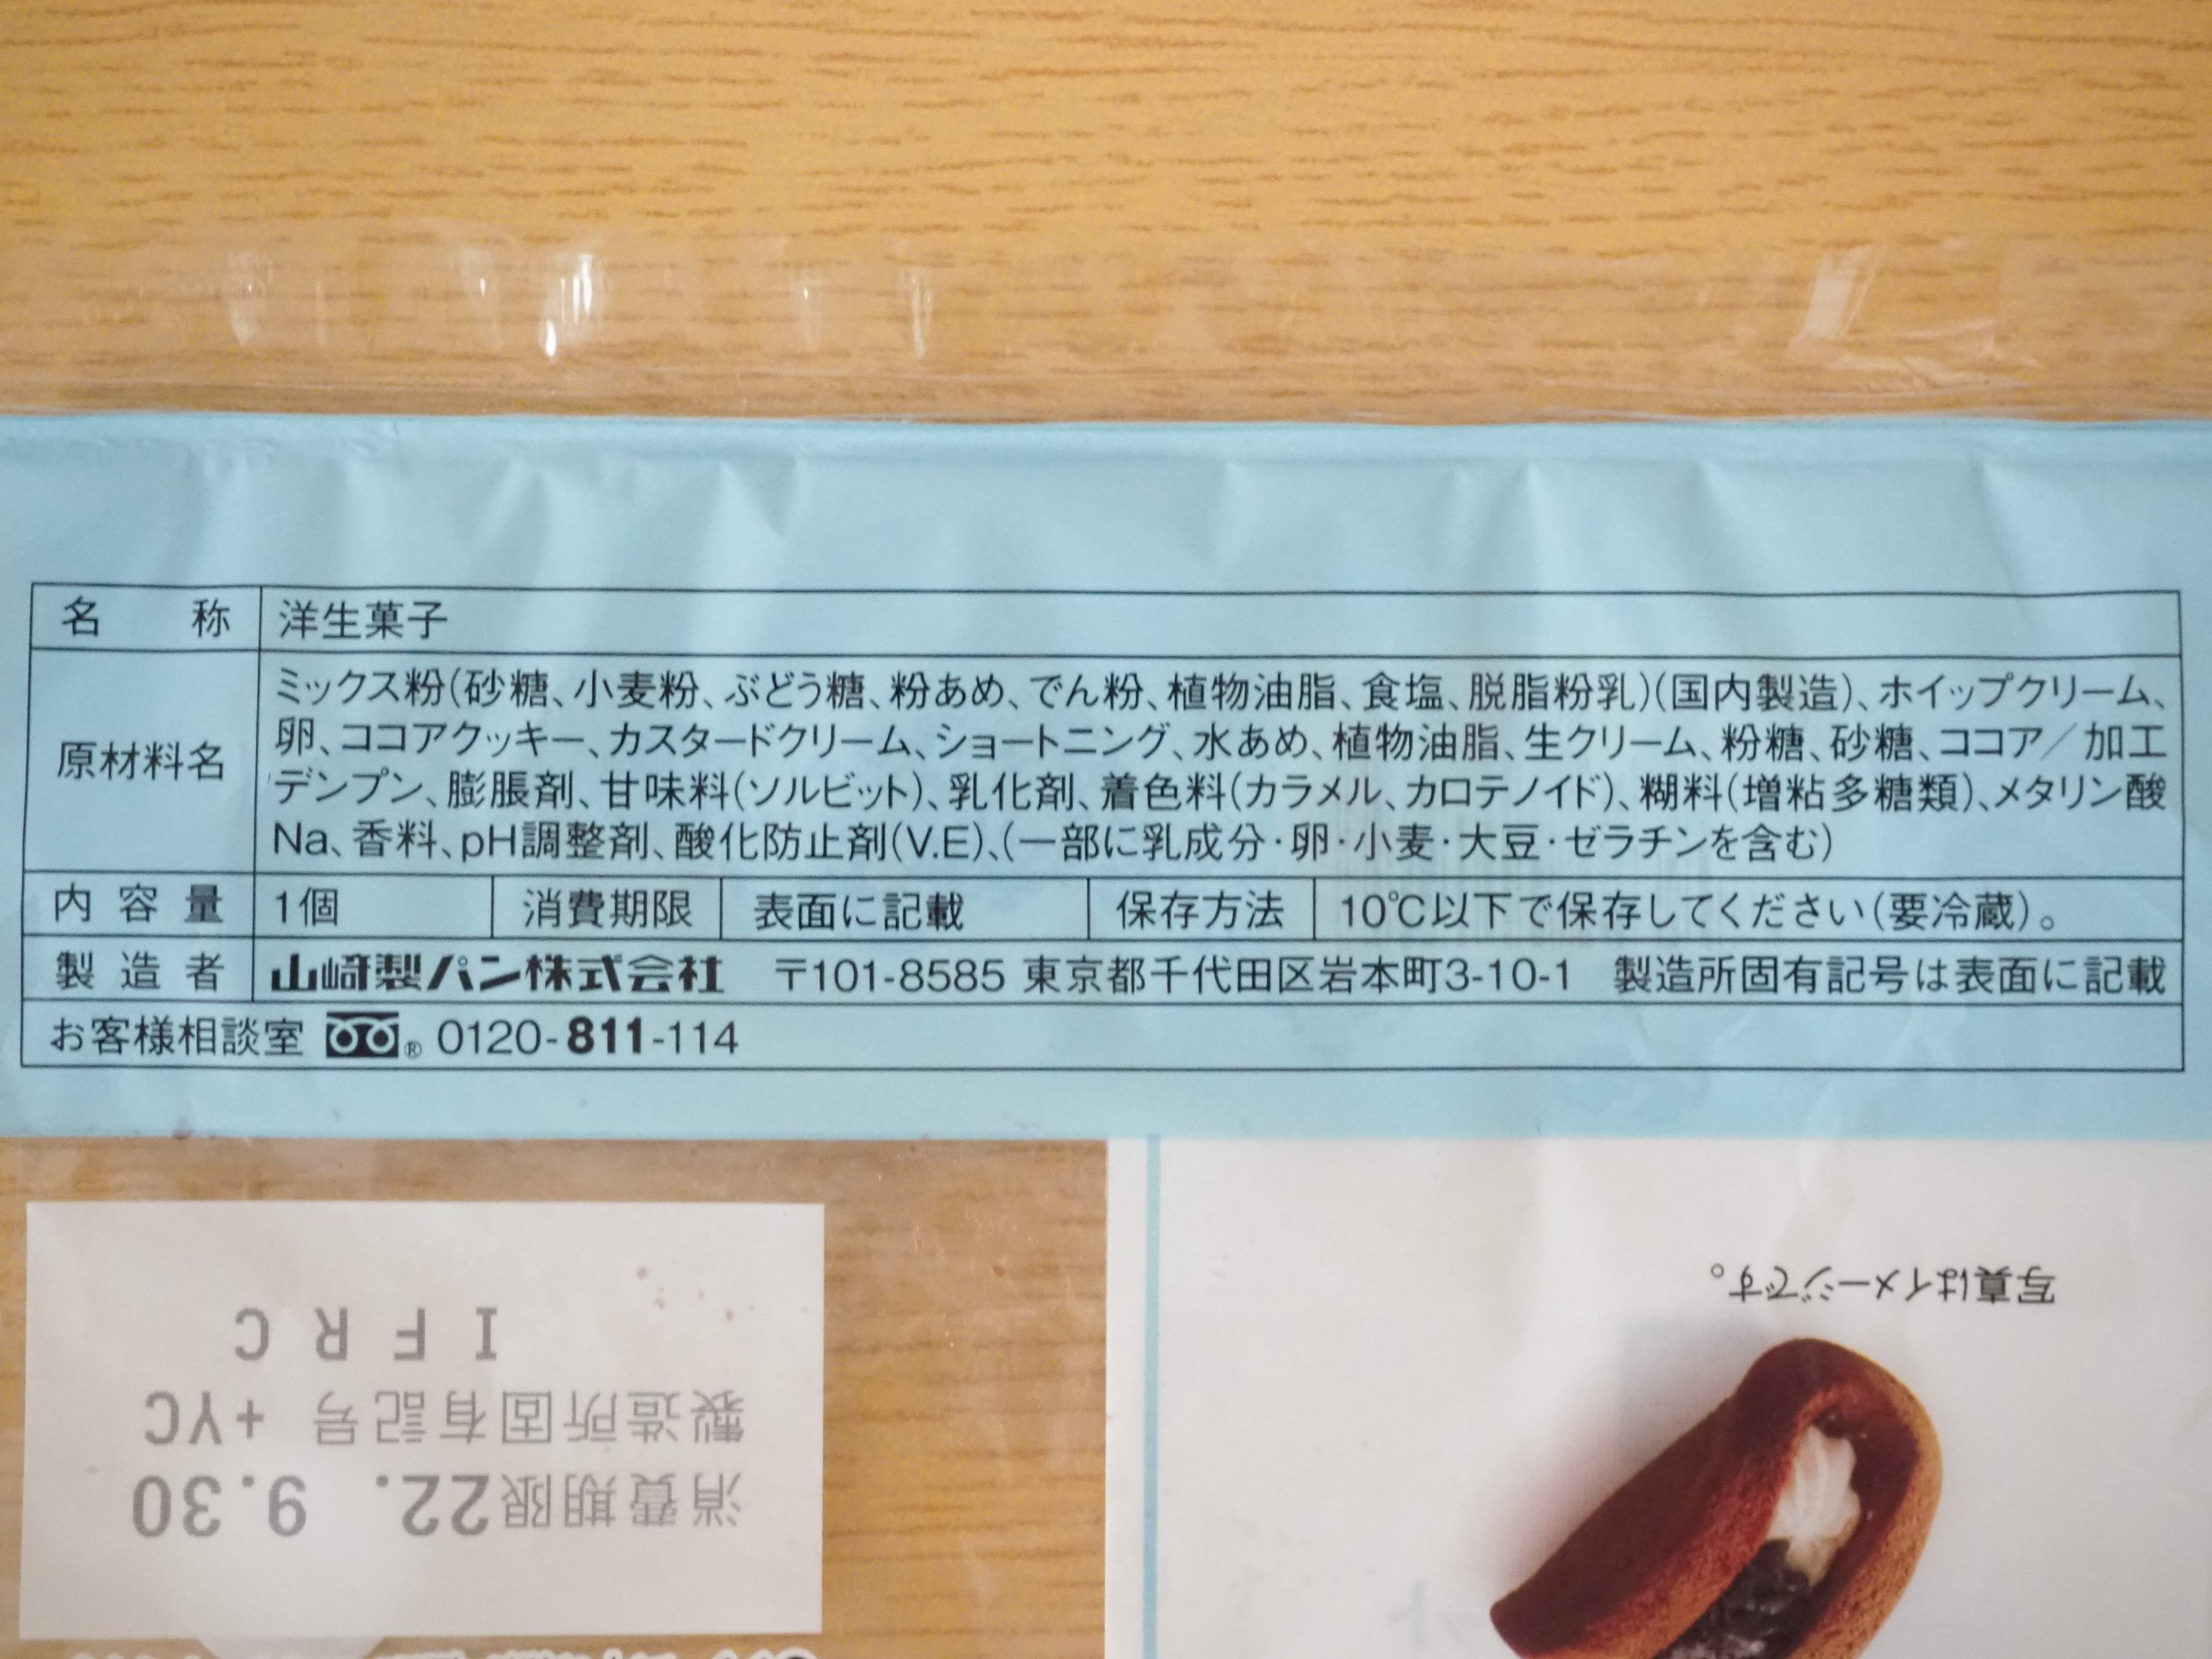 名称 洋生菓子
原材料名
ミックス粉(砂糖、小麦粉、ぶどう糖、粉あめ、でん粉、植物油脂、食塩、脱脂粉乳)(国内製造)、ホイップクリーム、
卵、ココアクッキー、カスタードクリーム、ショートニング、水あめ、植物油脂、生クリーム、粉糖、砂糖、ココア／加工
デンプン、膨脹剤、甘味料(ソルビット)、乳化剤、着色料(カラメル、カロテノイド)、糊料(増粘多糖類)、メタリン酸
Na、香料、pH調整剤、酸化防止剤(V.E)、(一部に乳成分・卵・小麦・大豆・ゼラチンを含む)
内容量 1個 消費期限 表面に記載 保存方法 10℃以下で保存してください(要冷蔵)。
製造者 山崎製パン株式会社 〒101-8585 東京都千代田区岩本町3-10-1 製造所固有記号は表面に記載
お客様相談室 ® 0120-811-114
写真はイメージです。
消費期限22. 9.30
製造所固有記号 +YC
I F R C